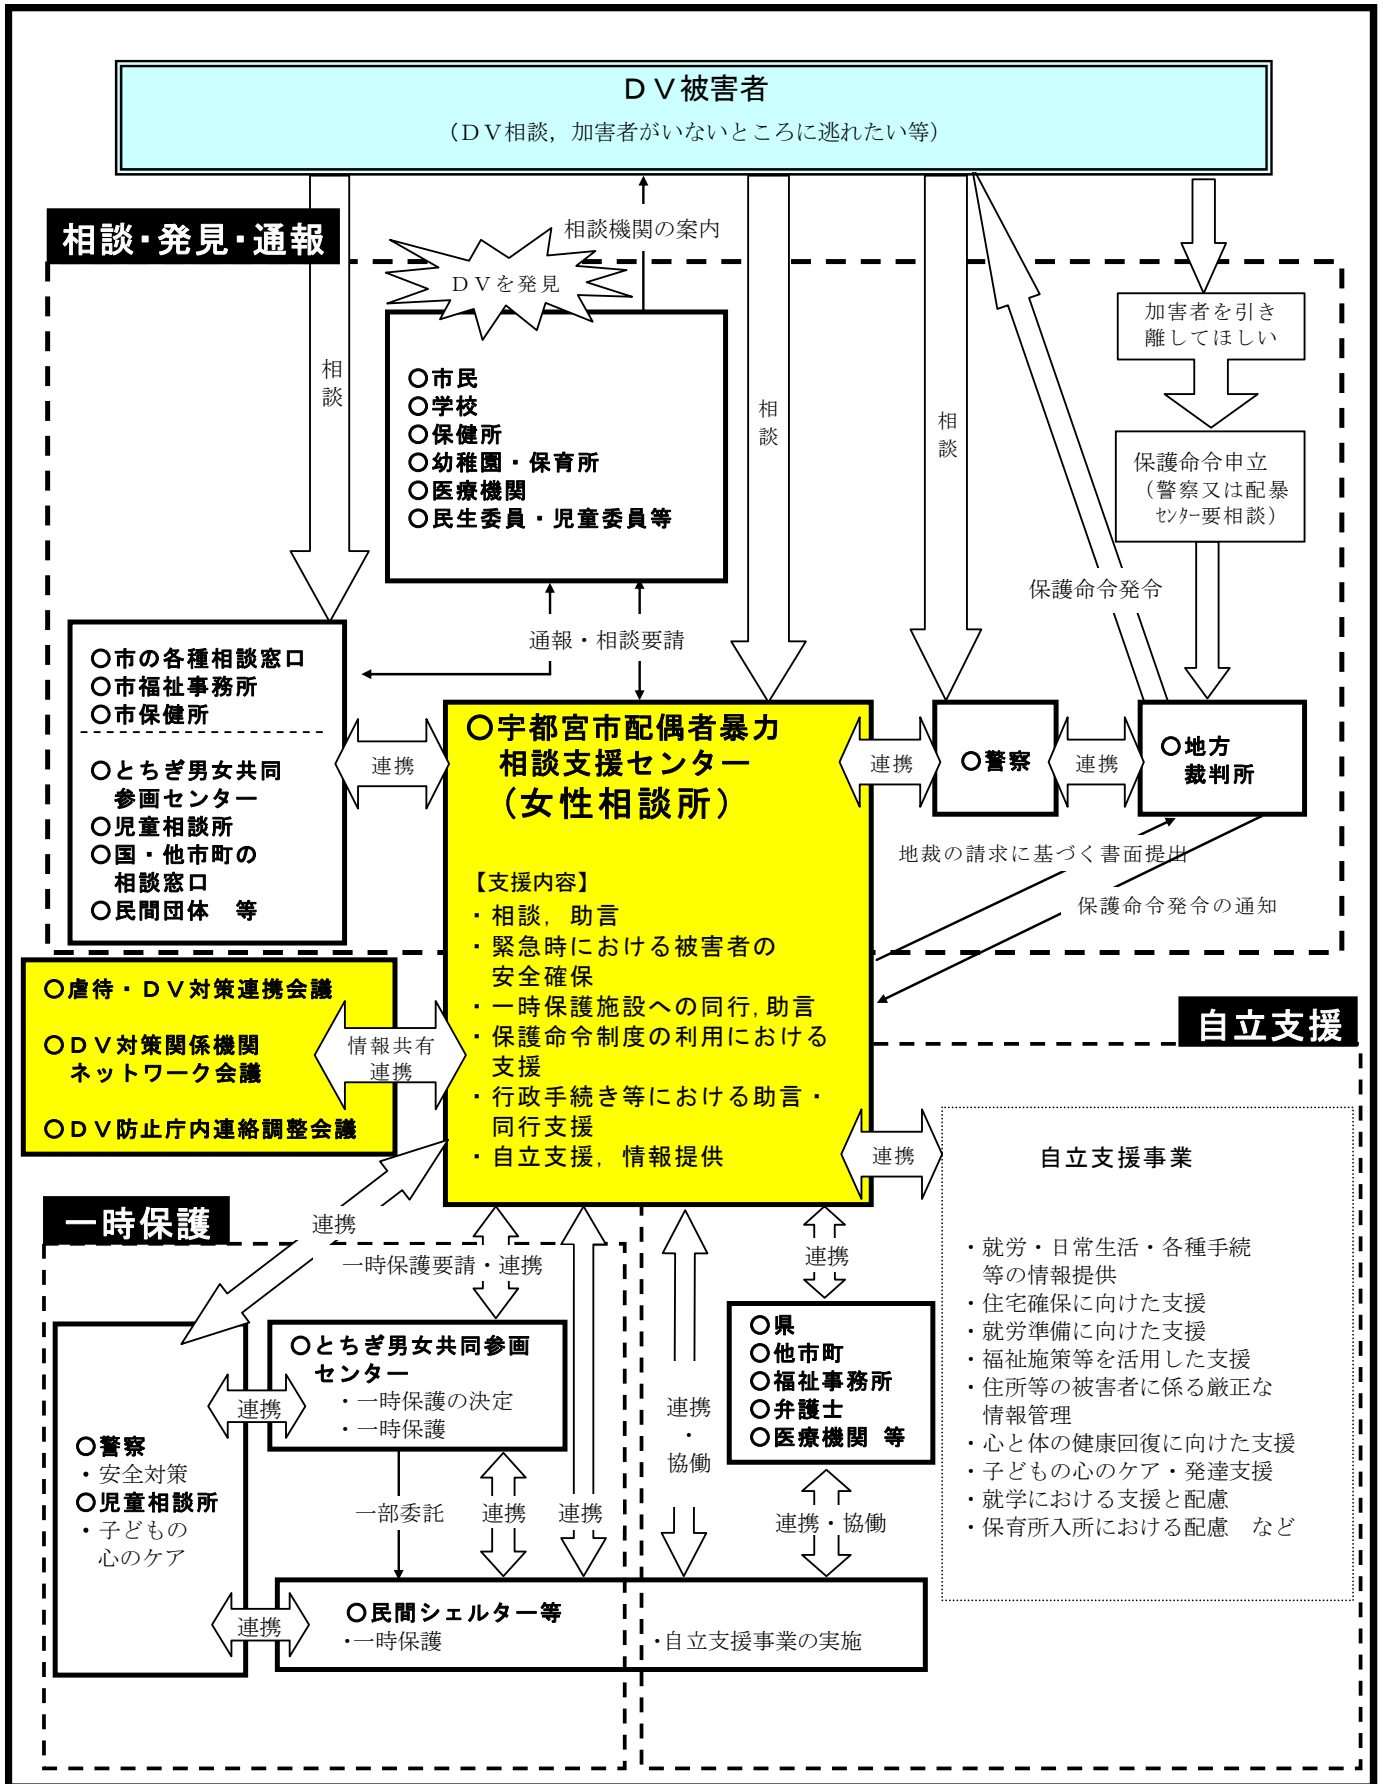 ＤＶ被害者
（ＤＶ相談，加害者がいないところに逃れたい等）
相談・発見・通報
相談機関の案内
ＤＶを発見
加害者を引き
離してほしい
相談
○市民
○学校
○保健所
○幼稚園・保育所
○医療機関
○民生委員・児童委員等
相談
相談
保護命令申立
（警察又は配暴
ｾﾝﾀｰ要相談）
保護命令発令
通報・相談要請
○市の各種相談窓口
○市福祉事務所
○市保健所
○とちぎ男女共同
参画センター
○児童相談所
○国・他市町の
相談窓口
○民間団体　等
連携
○宇都宮市配偶者暴力
相談支援センター
（女性相談所）
【支援内容】
・相談，助言
・緊急時における被害者の
安全確保
・一時保護施設への同行，助言
・保護命令制度の利用における
支援
・行政手続き等における助言・
同行支援
・自立支援，情報提供
連携
○警察
連携
○地方
裁判所
地裁の請求に基づく書面提出
保護命令発令の通知
○虐待・ＤＶ対策連携会議
○ＤＶ対策関係機関
ネットワーク会議
○ＤＶ防止庁内連絡調整会議
情報共有
連携
自立支援
連携
自立支援事業
・就労・日常生活・各種手続
等の情報提供
・住宅確保に向けた支援
・就労準備に向けた支援
・福祉施策等を活用した支援
・住所等の被害者に係る厳正な
情報管理
・心と体の健康回復に向けた支援
・子どもの心のケア・発達支援
・就学における支援と配慮
・保育所入所における配慮　など
一時保護
連携
一時保護要請・連携
連携
○とちぎ男女共同参画
センター
・一時保護の決定
・一時保護
○県
○他市町
○福祉事務所
○弁護士
○医療機関　等
連携
○警察
・安全対策
○児童相談所
・子どもの
心のケア
連携
・
協働
一部委託
連携
連携
連携・協働
連携
○民間シェルター等
・一時保護
・自立支援事業の実施